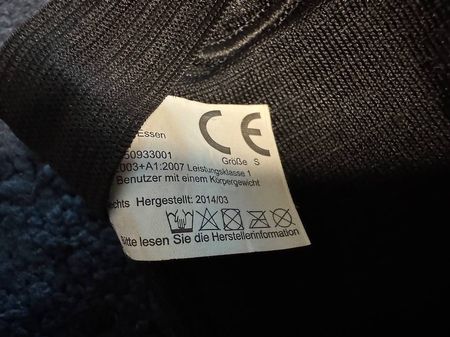 Essen
CE
50933001
Größe S
003+A1:2007 Leistungsklasse 1
Benutzer mit einem Körpergewicht
echts Hergestellt: 2014/03
Bitte lesen Sie die Herstellerinformation